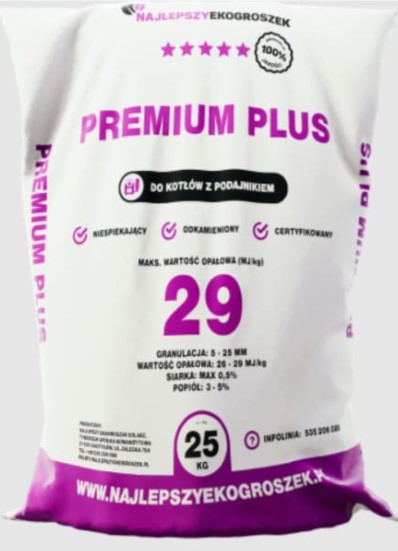 NAJLEPSZYEKOGROSZEK
100%
PREMIUM PLUS
DO KOTŁÓW Z PODAJNIKIEM
NIESPIEKAJĄCY
ODKAMIENIONY
CERTYFIKOWANY
MAKS. WARTOŚĆ OPAŁOWA (MJ/kg)
29
GRANULACJA: 5 - 25 MM
WARTOŚĆ OPAŁOWA: 26 - 29 MJ/kg
SIARKA: MAX 0,5%
POPIÓŁ: 3 - 5%
25
KG
INFOLINIA: 535 206
WWW.NAJLEPSZYEKOGROSZEK.P
PREMIUM PLUS